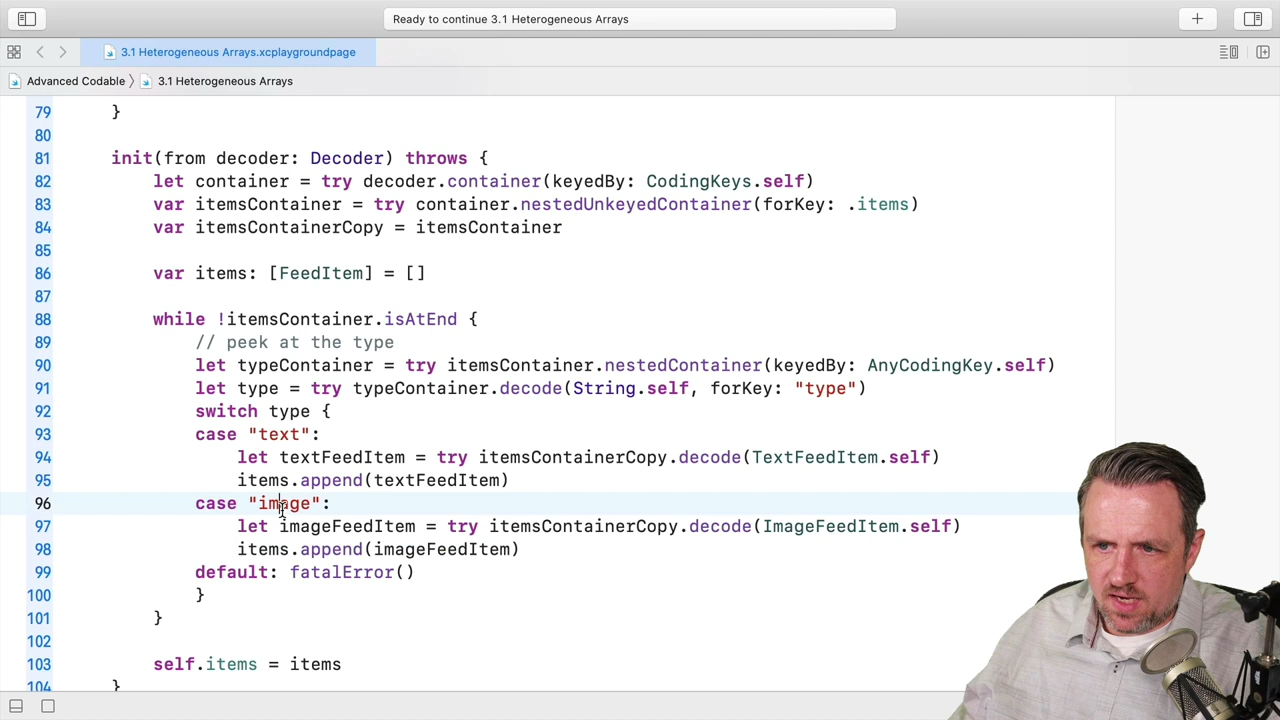 Ready to continue 3.1 Heterogeneous Arrays
3.1 Heterogeneous Arrays.xcplaygroundpage
Advanced Codable 〉 3.1 Heterogeneous Arrays
79 }
80
81 init(from decoder: Decoder) throws {
82 let container = try decoder.container(keyedBy: CodingKeys.self)
83 var itemsContainer = try container.nestedUnkeyedContainer(forKey: .items)
84 var itemsContainerCopy = itemsContainer
85
86 var items: [FeedItem] = []
87
88 while !itemsContainer.isAtEnd {
89 // peek at the type
90 let typeContainer = try itemsContainer.nestedContainer(keyedBy: AnyCodingKey.self)
91 let type = try typeContainer.decode(String.self, forKey: "type")
92 switch type {
93 case "text":
94 let textFeedItem = try itemsContainerCopy.decode(TextFeedItem.self)
95 items.append(textFeedItem)
96 case "image":
97 let imageFeedItem = try itemsContainerCopy.decode(ImageFeedItem.self)
98 items.append(imageFeedItem)
99 default: fatalError()
100 }
101 }
102
103 self.items = items
104 }